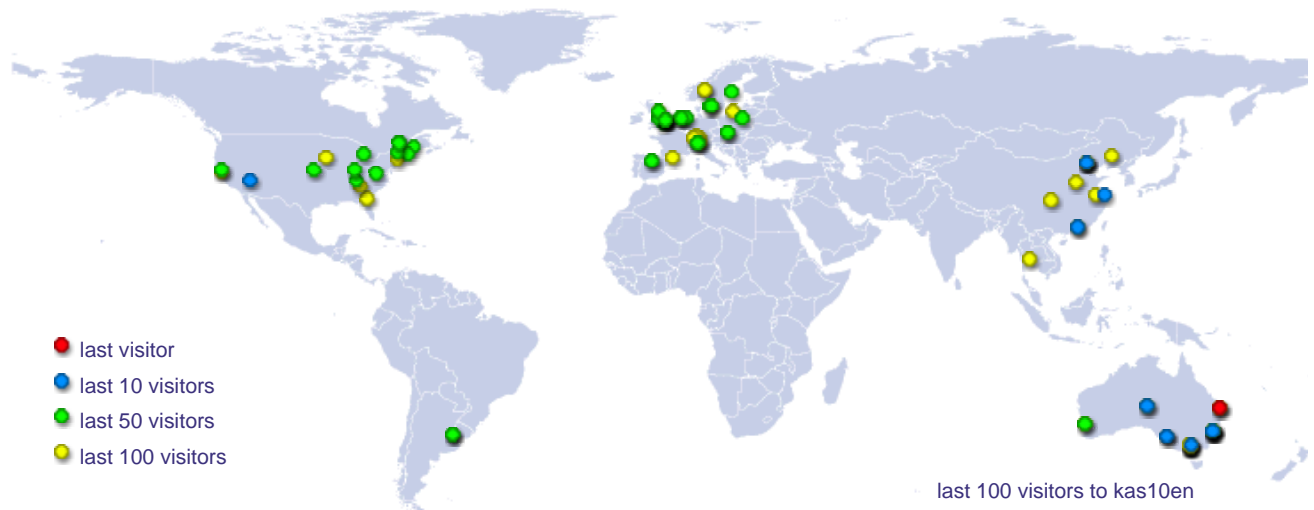 last visitor
last 10 visitors
last 50 visitors
last 100 visitors
last 100 visitors to kas10en